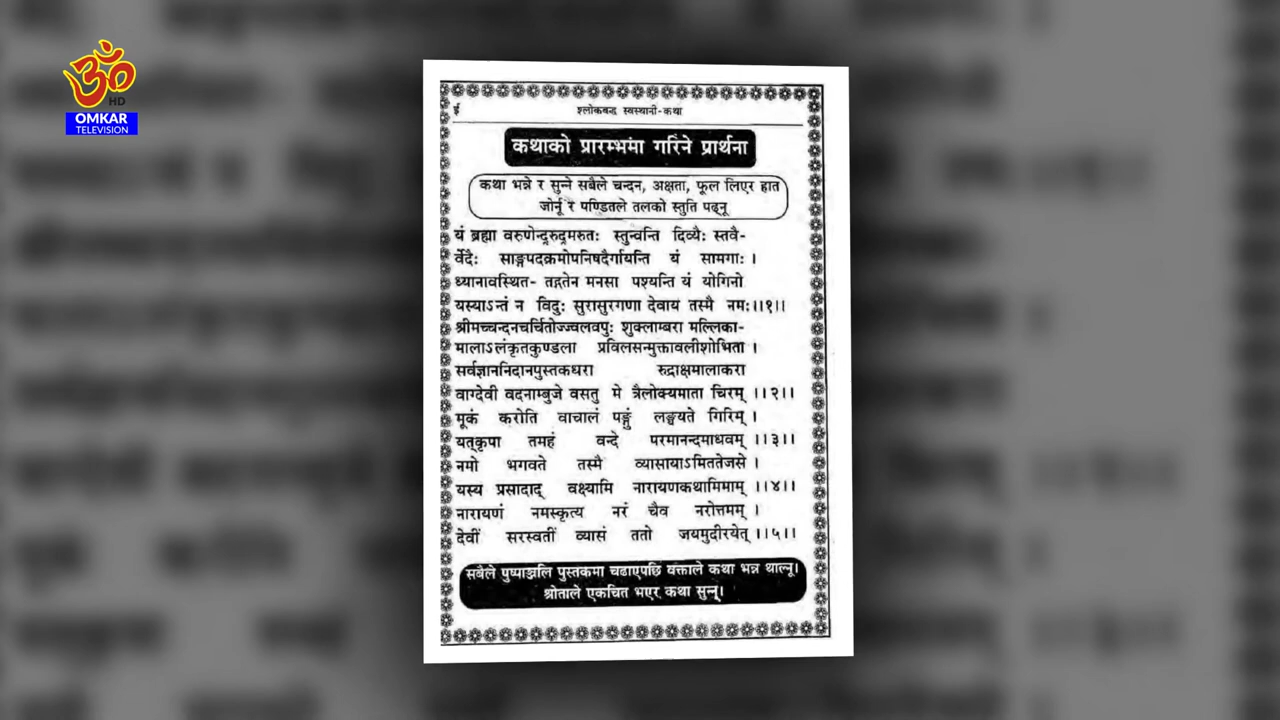 ॐ
HD
OMKAR
TELEVISION
ई
श्लोकबद्ध स्वस्थानी-कथा
कथाको प्रारम्भमा गरिने प्रार्थना
कथा भन्ने र सुन्ने सबैले चन्दन, अक्षता, फूल लिएर हात
जोर्नू र पण्डितले तलको स्तुति पढ्नू
यं ब्रह्मा वरुणेन्द्ररुद्रमरुतः स्तुन्वन्ति दिव्यैः स्तवै-
र्वेदैः साङ्गपदक्रमोपनिषदैर्गायन्ति यं सामगाः ।
ध्यानावस्थित- तद्गतेन मनसा पश्यन्ति यं योगिनो
यस्याऽन्तं न विदुः सुरासुरगणा देवाय तस्मै नमः।।१।।
श्रीमच्चन्दनचर्चितोज्ज्वलवपुः शुक्लाम्बरा मल्लिका-
मालाऽलंकृतकुण्डला प्रविलसन्मुक्तावलीशोभिता ।
सर्वज्ञाननिदानपुस्तकधरा रुद्राक्षमालाकरा
वाग्देवी वदनाम्बुजे वसतु मे त्रैलोक्यमाता चिरम् ।।२।।
मूकं करोति वाचालं पङ्गुं लङ्घयते गिरिम् ।
यत्कृपा तमहं वन्दे परमानन्दमाधवम् ।।३।।
नमो भगवते तस्मै व्यासायाऽमिततेजसे ।
यस्य प्रसादाद् वक्ष्यामि नारायणकथामिमाम् ।।४।।
नारायणं नमस्कृत्य नरं चैव नरोत्तमम् ।
देवीं सरस्वतीं व्यासं ततो जयमुदीरयेत् ।।५।।
सबैले पुष्पाञ्जलि पुस्तकमा चढाएपछि वक्ताले कथा भन्न थाल्नू।
श्रोताले एकचित भएर कथा सुन्नू।